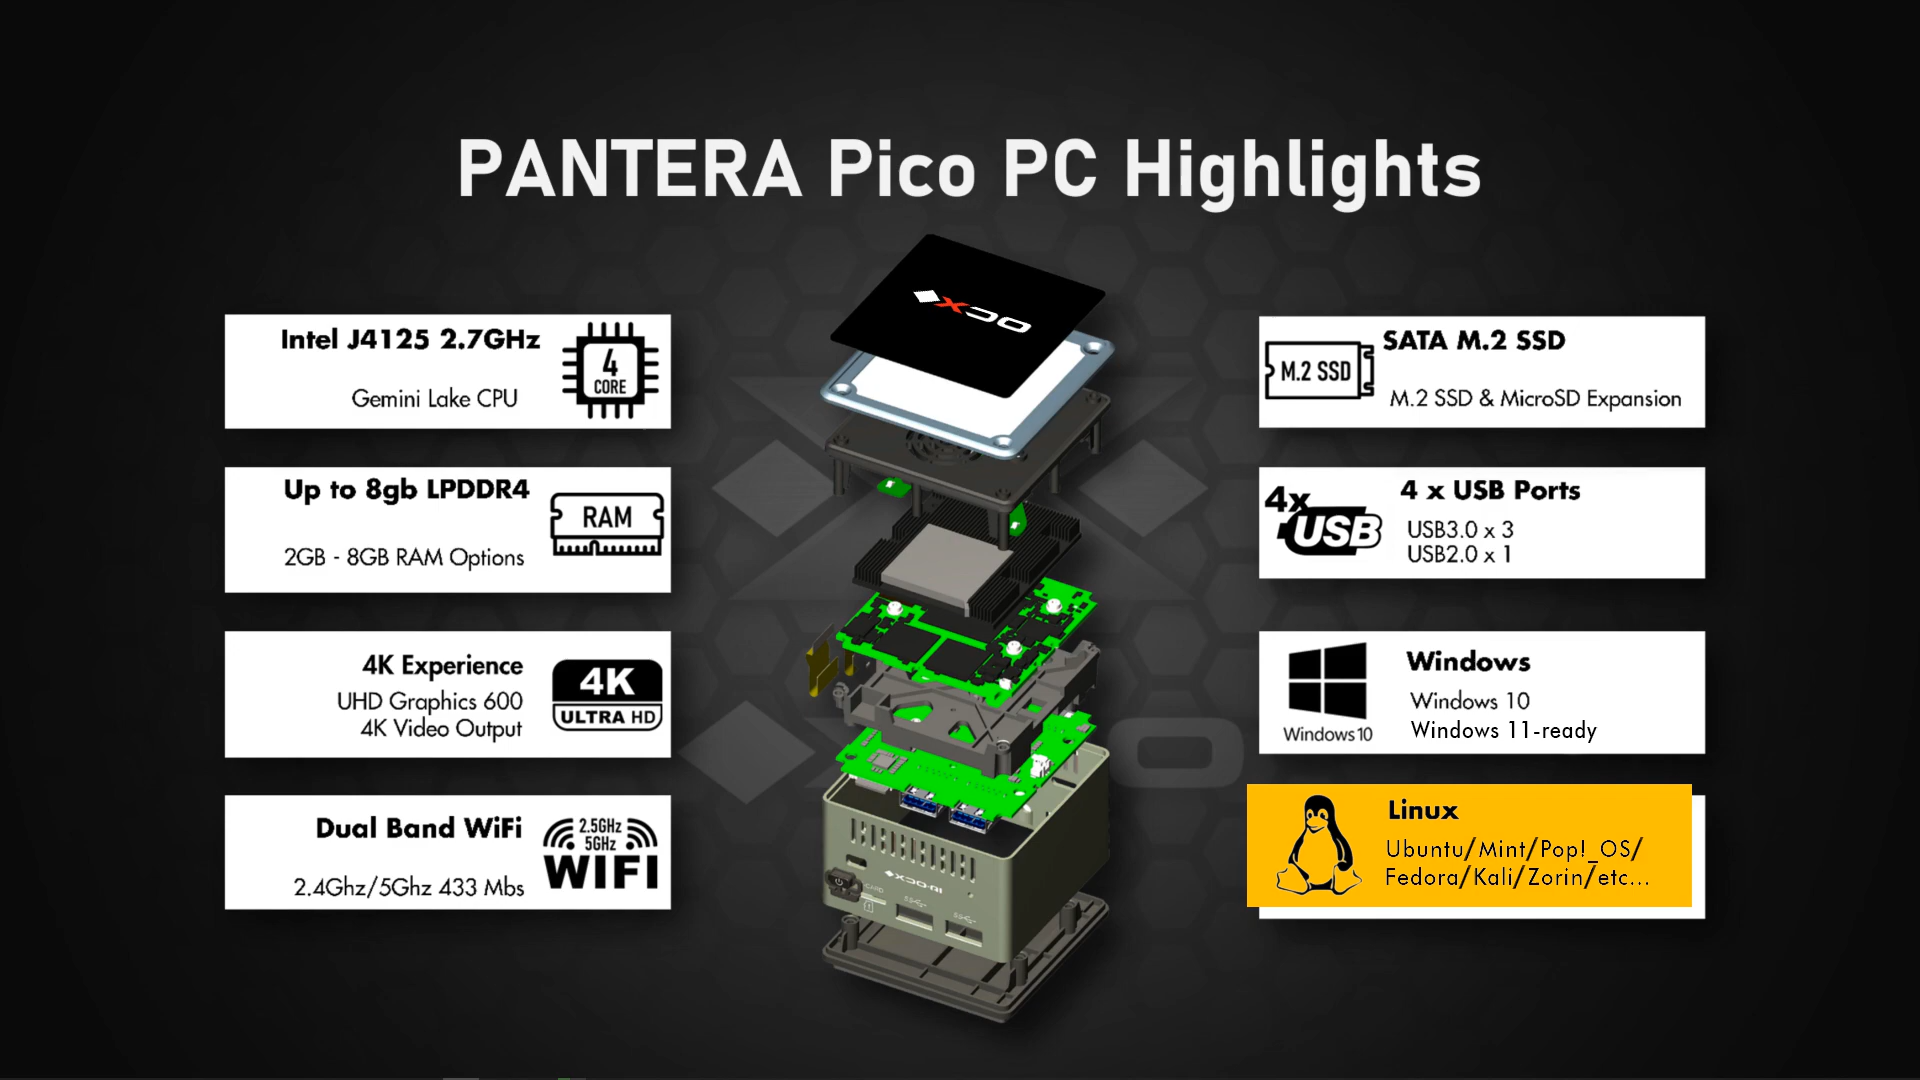 PANTERA Pico PC Highlights
XDO
Intel J4125 2.7GHz
Gemini Lake CPU
4
CORE
Up to 8gb LPDDR4
2GB - 8GB RAM Options
RAM
4K Experience
UHD Graphics 600
4K Video Output
4K
ULTRA HD
Dual Band WiFi
2.4Ghz/5Ghz 433 Mbs
2.5GHz
5GHz
WIFI
SATA M.2 SSD
M.2 SSD & MicroSD Expansion
M.2 SSD
4 x USB Ports
USB3.0 x 3
USB2.0 x 1
4x
USB
Windows
Windows 10
Windows 11-ready
Windows 10
Linux
Ubuntu/Mint/Pop!_OS/
Fedora/Kali/Zorin/etc...